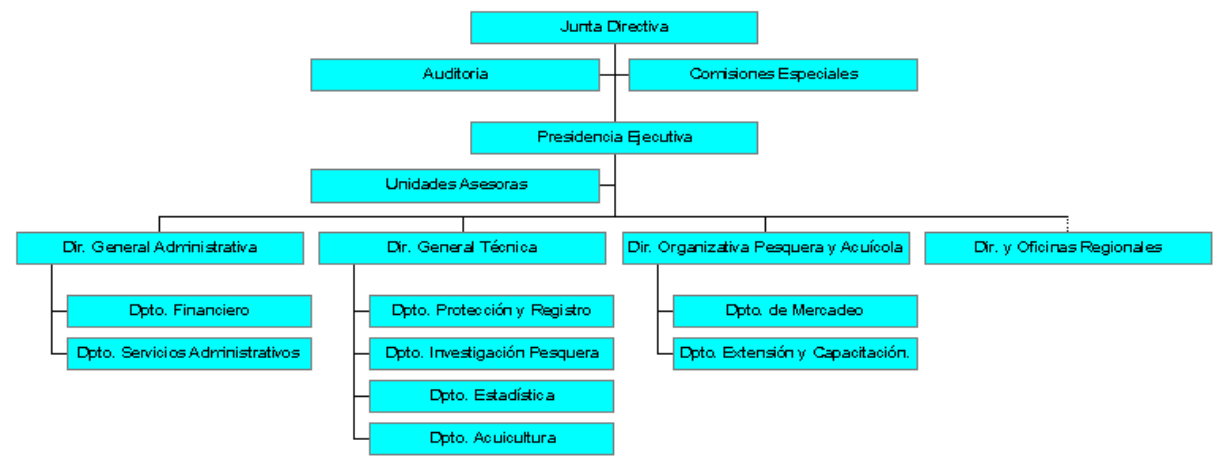 Junta Directiva
Auditoria
Comisiones Especiales
Presidencia Ejecutiva
Unidades Asesoras
Dir. General Administrativa
Dir. General Técnica
Dir. Organizativa Pesquera y Acuícola
Dir. y Oficinas Regionales
Dpto. Financiero
Dpto. Protección y Registro
Dpto. de Mercadeo
Dpto. Servicios Administrativos
Dpto. Investigación Pesquera
Dpto. Extensión y Capacitación.
Dpto. Estadística
Dpto. Acuicultura